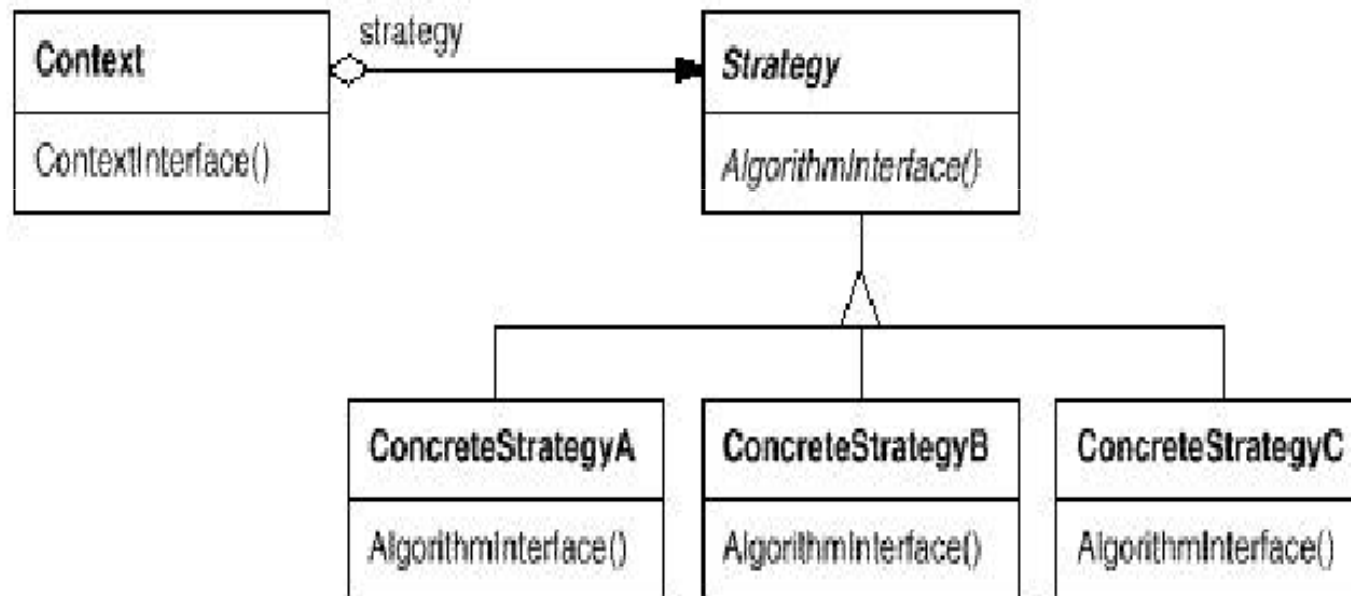 strategy
Context
Strategy
ContextInterface()
AlgorithmInterface()
ConcreteStrategyA
ConcreteStrategyB
ConcreteStrategyC
AlgorithmInterface()
AlgorithmInterface()
AlgorithmInterface()